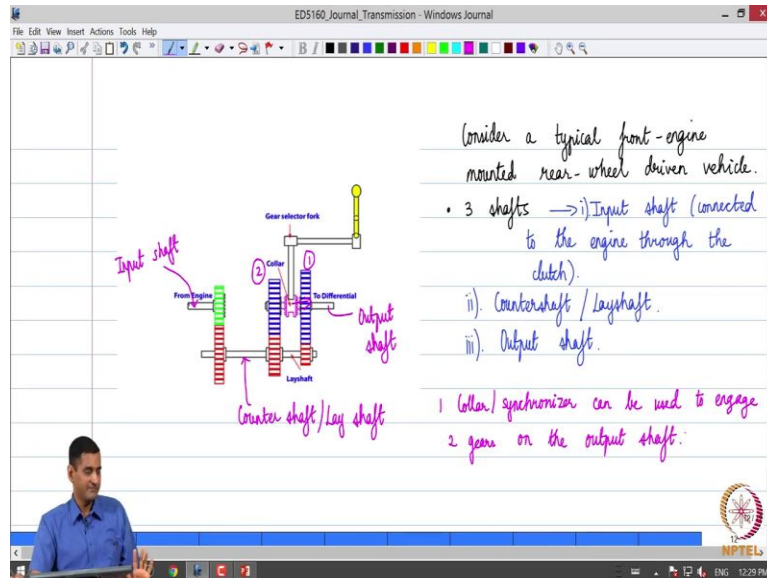 ED5160_Journal_Transmission - Windows Journal
File Edit View Insert Actions Tools Help
Consider a typical front-engine
mounted rear-wheel driven vehicle.
• 3 shafts → i). Input shaft (connected
to the engine through the
clutch).
ii). Countershaft / Layshaft.
iii). Output shaft.
1 Collar/synchronizer can be used to engage
2 gears on the output shaft.
Gear selector fork
Input shaft
2
Collar
1
From Engine
To Differential
Output
shaft
Layshaft
Counter shaft/Lay shaft
12
NPTEL
ENG 12:29 PM